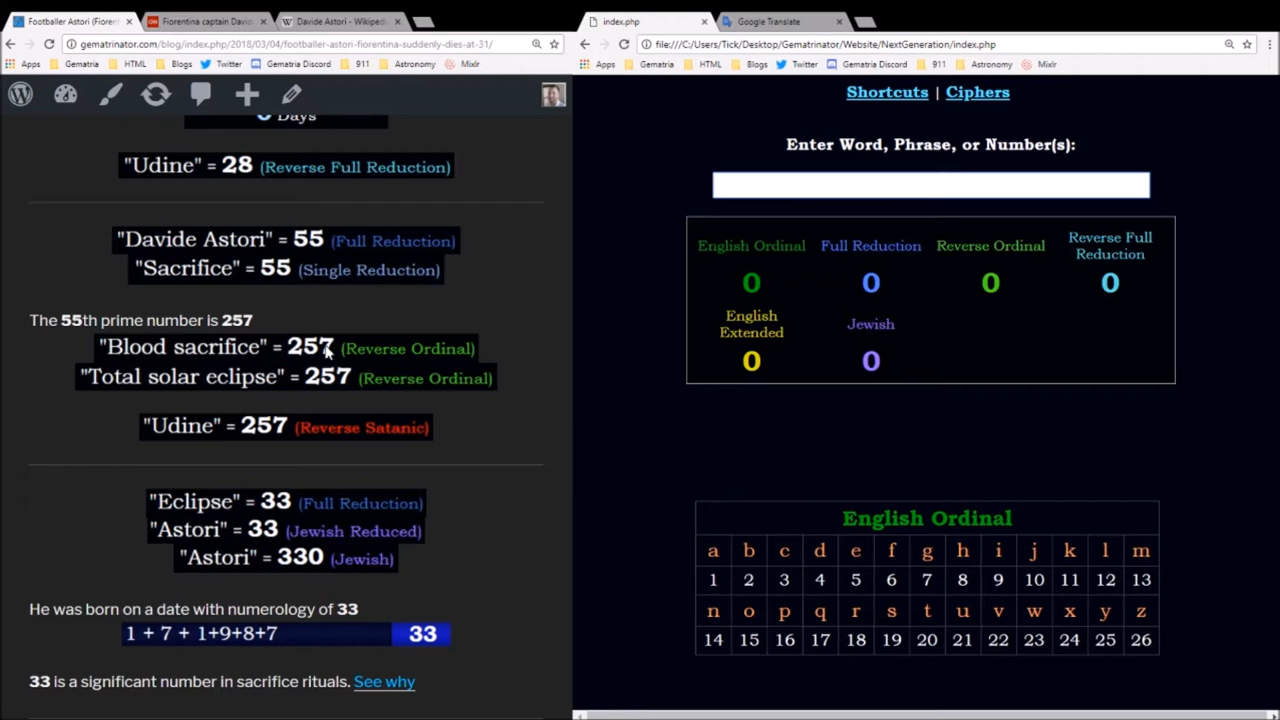 Footballer Astori (Fioren
Fiorentina captain David
Davide Astori - Wikiped
gematrinator.com/blog/index.php/2018/03/04/footballer-astori-fiorentina-suddenly-dies-at-31/
Apps Gematria HTML Blogs Twitter Gematria Discord 911 Astronomy Mixlr
Days
"Udine" = 28 (Reverse Full Reduction)
"Davide Astori" = 55 (Full Reduction)
"Sacrifice" = 55 (Single Reduction)
The 55th prime number is 257
"Blood sacrifice" = 257 (Reverse Ordinal)
"Total solar eclipse" = 257 (Reverse Ordinal)
"Udine" = 257 (Reverse Satanic)
"Eclipse" = 33 (Full Reduction)
"Astori" = 33 (Jewish Reduced)
"Astori" = 330 (Jewish)
He was born on a date with numerology of 33
1 + 7 + 1+9+8+7 33
33 is a significant number in sacrifice rituals. See why
index.php
Google Translate
file:///C:/Users/Tick/Desktop/Gematrinator/Website/NextGeneration/index.php
Apps Gematria HTML Blogs Twitter Gematria Discord 911 Astronomy Mixlr
Shortcuts | Ciphers
Enter Word, Phrase, or Number(s):
English Ordinal Full Reduction Reverse Ordinal Reverse Full
Reduction
0 0 0 0
English
Extended
Jewish
0 0
English Ordinal
a b c d e f g h i j k l m
1 2 3 4 5 6 7 8 9 10 11 12 13
n o p q r s t u v w x y z
14 15 16 17 18 19 20 21 22 23 24 25 26